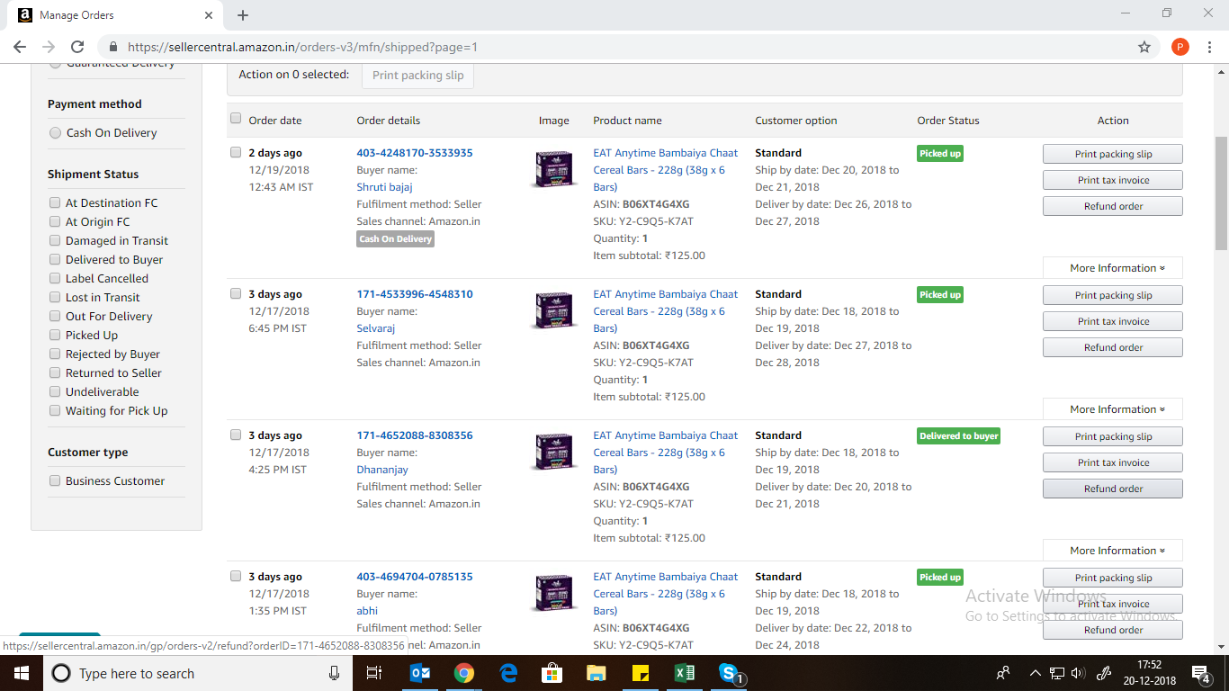 Manage Orders
https://sellercentral.amazon.in/orders-v3/mfn/shipped?page=1
P
Guaranteed Delivery
Payment method
Cash On Delivery
Shipment Status
At Destination FC
At Origin FC
Damaged in Transit
Delivered to Buyer
Label Cancelled
Lost in Transit
Out For Delivery
Picked Up
Rejected by Buyer
Returned to Seller
Undeliverable
Waiting for Pick Up
Customer type
Business Customer
Action on 0 selected: Print packing slip
Order date Order details Image Product name Customer option Order Status Action
2 days ago
12/19/2018
12:43 AM IST
403-4248170-3533935
Buyer name:
Shruti bajaj
Fulfilment method: Seller
Sales channel: Amazon.in
Cash On Delivery
EAT Anytime Bambaiya Chaat
Cereal Bars - 228g (38g x 6
Bars)
ASIN: B06XT4G4XG
SKU: Y2-C9Q5-K7AT
Quantity: 1
Item subtotal: ₹125.00
Standard
Ship by date: Dec 20, 2018 to
Dec 21, 2018
Deliver by date: Dec 26, 2018 to
Dec 27, 2018
Picked up
Print packing slip
Print tax invoice
Refund order
More Information
3 days ago
12/17/2018
6:45 PM IST
171-4533996-4548310
Buyer name:
Selvaraj
Fulfilment method: Seller
Sales channel: Amazon.in
EAT Anytime Bambaiya Chaat
Cereal Bars - 228g (38g x 6
Bars)
ASIN: B06XT4G4XG
SKU: Y2-C9Q5-K7AT
Quantity: 1
Item subtotal: ₹125.00
Standard
Ship by date: Dec 18, 2018 to
Dec 19, 2018
Deliver by date: Dec 27, 2018 to
Dec 28, 2018
Picked up
Print packing slip
Print tax invoice
Refund order
More Information
3 days ago
12/17/2018
4:25 PM IST
171-4652088-8308356
Buyer name:
Dhananjay
Fulfilment method: Seller
Sales channel: Amazon.in
EAT Anytime Bambaiya Chaat
Cereal Bars - 228g (38g x 6
Bars)
ASIN: B06XT4G4XG
SKU: Y2-C9Q5-K7AT
Quantity: 1
Item subtotal: ₹125.00
Standard
Ship by date: Dec 18, 2018 to
Dec 19, 2018
Deliver by date: Dec 20, 2018 to
Dec 21, 2018
Delivered to buyer
Print packing slip
Print tax invoice
Refund order
More Information
3 days ago
12/17/2018
1:35 PM IST
403-4694704-0785135
Buyer name:
abhi
Fulfilment method: Seller
nel: Amazon.in
EAT Anytime Bambaiya Chaat
Cereal Bars - 228g (38g x 6
Bars)
ASIN: B06XT4G4XG
SKU: Y2-C9Q5-K7AT
Standard
Ship by date: Dec 18, 2018 to
Dec 19, 2018
Deliver by date: Dec 22, 2018 to
Dec 24, 2018
Picked up
Print packing slip
Print tax invoice
Refund order
Activate Windows
Go to Settings to activate Windows.
https://sellercentral.amazon.in/gp/orders-v2/refund?orderID=171-4652088-8308356
Type here to search
1
17:52
20-12-2018
4